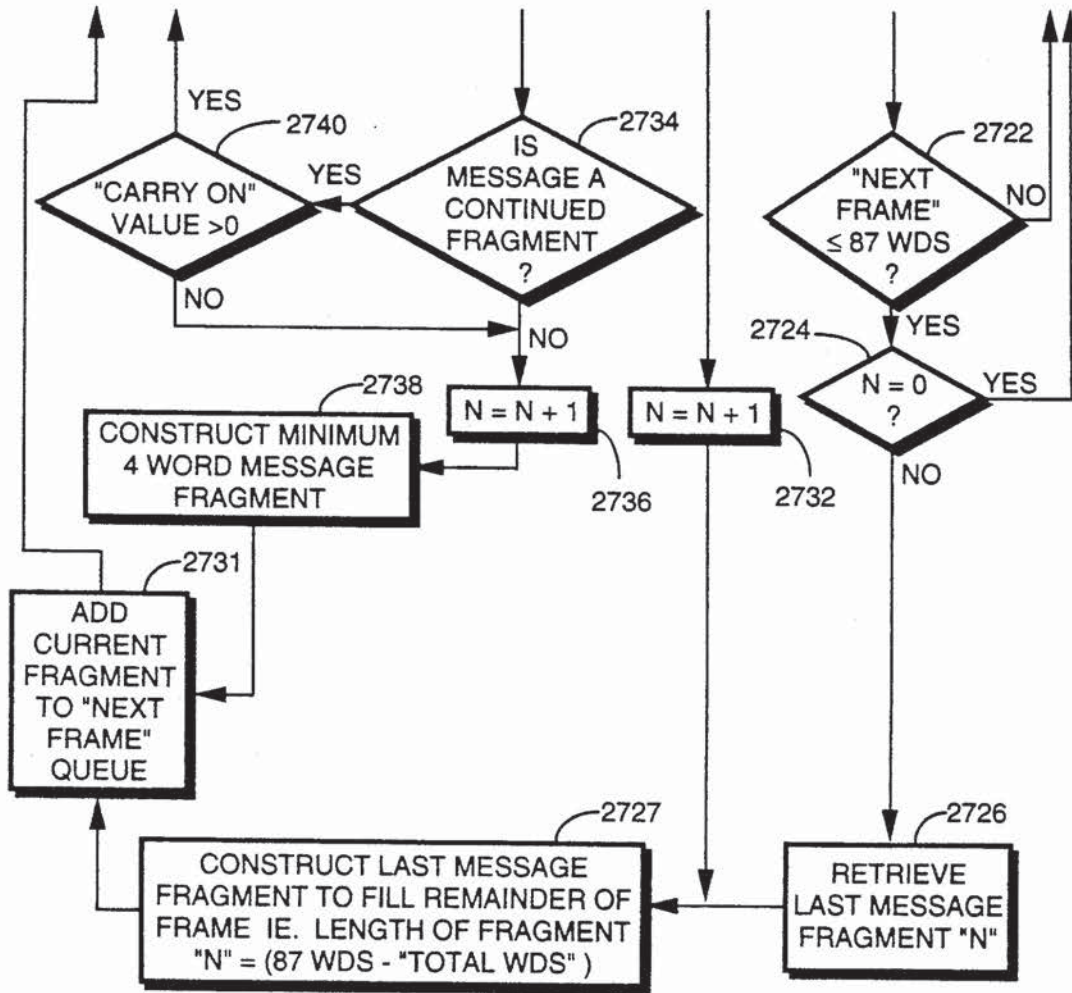 YES
2740
"CARRY ON"
VALUE >0
YES
NO
2734
IS
MESSAGE A
CONTINUED
FRAGMENT
?
NO
2722
"NEXT
FRAME"
≤ 87 WDS
?
NO
YES
2724
N = 0
?
YES
NO
2738
CONSTRUCT MINIMUM
4 WORD MESSAGE
FRAGMENT
N = N + 1
2736
N = N + 1
2732
2731
ADD
CURRENT
FRAGMENT
TO "NEXT
FRAME"
QUEUE
2727
CONSTRUCT LAST MESSAGE
FRAGMENT TO FILL REMAINDER OF
FRAME IE. LENGTH OF FRAGMENT
"N" = (87 WDS - "TOTAL WDS" )
2726
RETRIEVE
LAST MESSAGE
FRAGMENT "N"